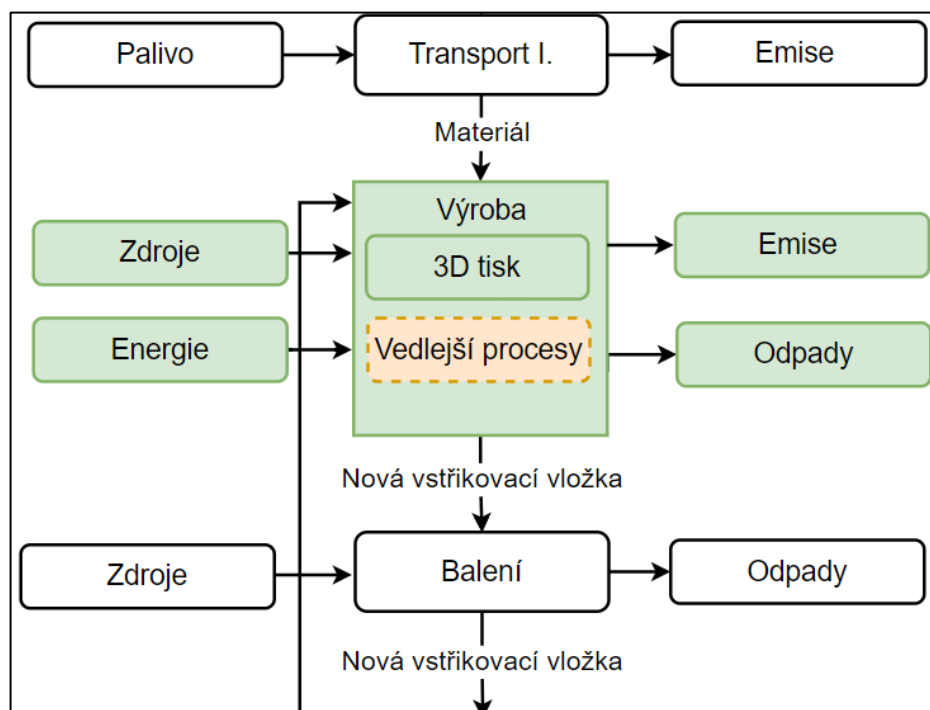 Palivo
Transport I.
Emise
Materiál
Výroba
Zdroje
3D tisk
Emise
Energie
Vedlejší procesy
Odpady
Nová vstřikovací vložka
Zdroje
Balení
Odpady
Nová vstřikovací vložka